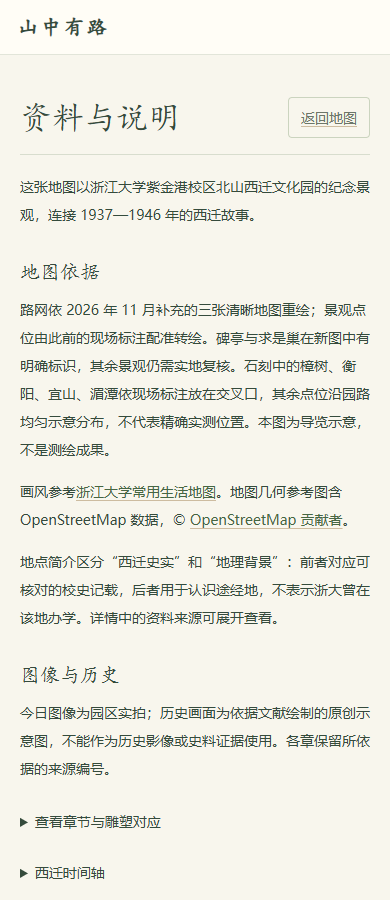 山中有路
资料与说明
返回地图
这张地图以浙江大学紫金港校区北山西迁文化园的纪念景
观，连接 1937—1946 年的西迁故事。
地图依据
路网依 2026 年 11 月补充的三张清晰地图重绘；景观点
位由此前的现场标注配准转绘。碑亭与求是巢在新图中有
明确标识，其余景观仍需实地复核。石刻中的樟树、衡
阳、宜山、湄潭依现场标注放在交叉口，其余点位沿园路
均匀示意分布，不代表精确实测位置。本图为导览示意，
不是测绘成果。
画风参考浙江大学常用生活地图。地图几何参考图含
OpenStreetMap 数据，© OpenStreetMap 贡献者。
地点简介区分“西迁史实”和“地理背景”：前者对应可
核对的校史记载，后者用于认识途经地，不表示浙大曾在
该地办学。详情中的资料来源可展开查看。
图像与历史
今日图像为园区实拍；历史画面为依据文献绘制的原创示
意图，不能作为历史影像或史料证据使用。各章保留所依
据的来源编号。
▶ 查看章节与雕塑对应
▶ 西迁时间轴